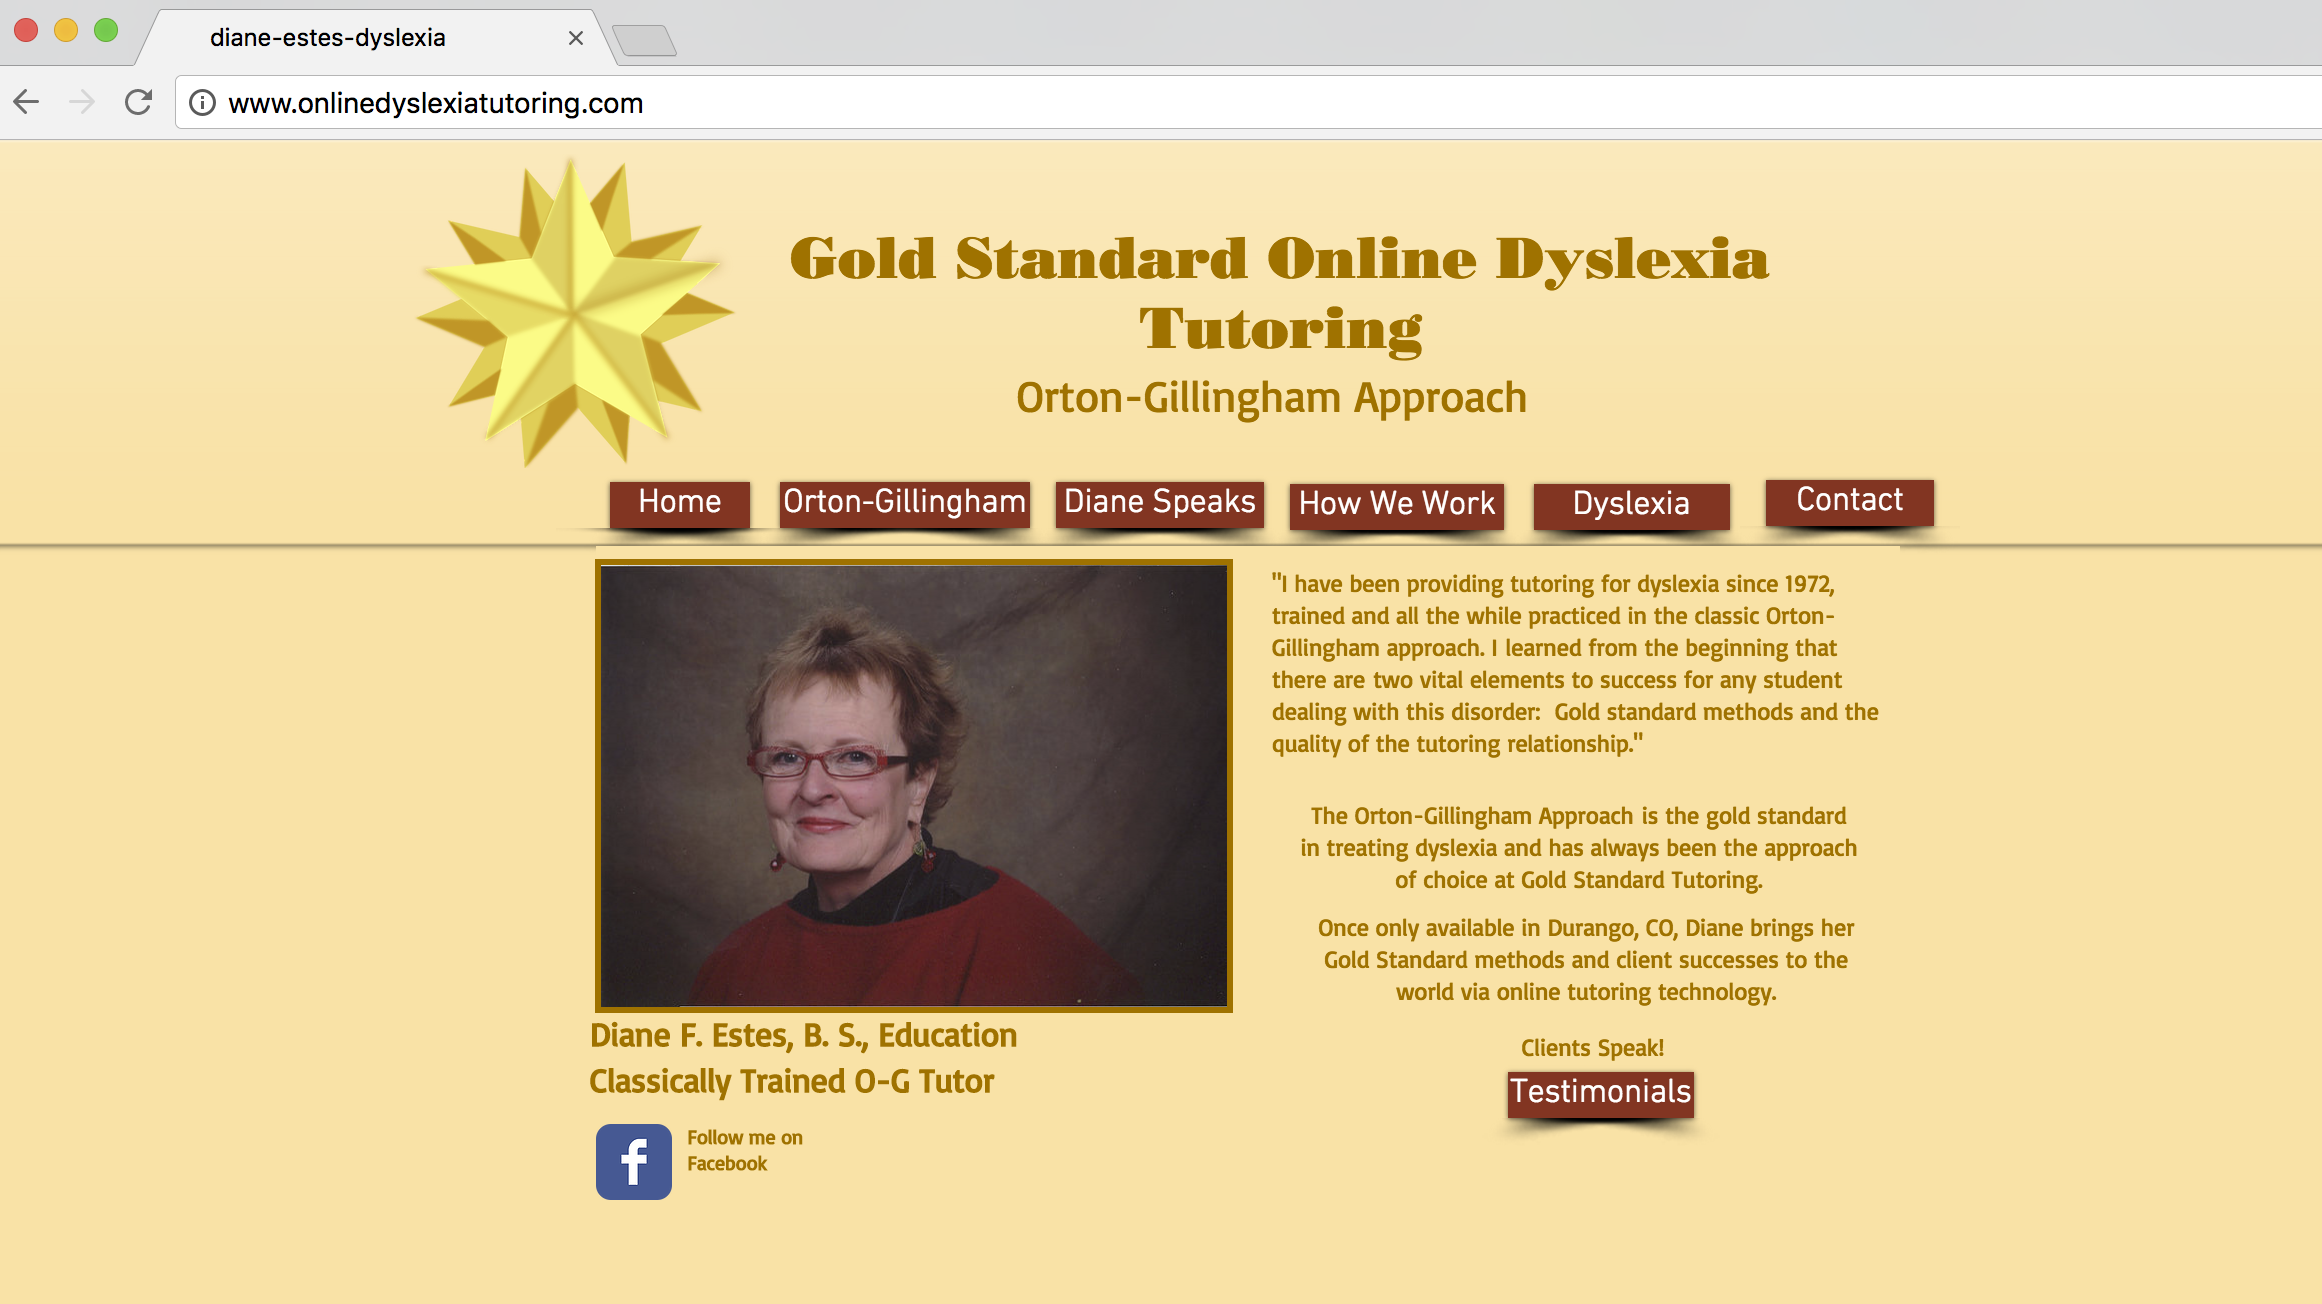 diane-estes-dyslexia
www.onlinedyslexiatutoring.com
Gold Standard Online Dyslexia
Tutoring
Orton-Gillingham Approach
Home
Orton-Gillingham
Diane Speaks
How We Work
Dyslexia
Contact
"I have been providing tutoring for dyslexia since 1972,
trained and all the while practiced in the classic Orton-
Gillingham approach. I learned from the beginning that
there are two vital elements to success for any student
dealing with this disorder:  Gold standard methods and the
quality of the tutoring relationship."
The Orton-Gillingham Approach is the gold standard
in treating dyslexia and has always been the approach
of choice at Gold Standard Tutoring.
Once only available in Durango, CO, Diane brings her
Gold Standard methods and client successes to the
world via online tutoring technology.
Clients Speak!
Testimonials
Diane F. Estes, B. S., Education
Classically Trained O-G Tutor
f
Follow me on
Facebook